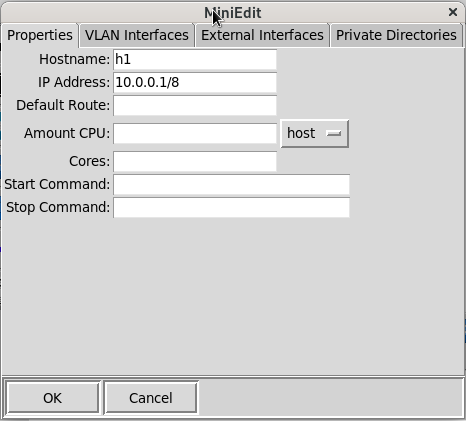 MiniEdit ×
Properties VLAN Interfaces External Interfaces Private Directories
Hostname: h1
IP Address: 10.0.0.1/8
Default Route:
Amount CPU: host
Cores:
Start Command:
Stop Command:
OK Cancel